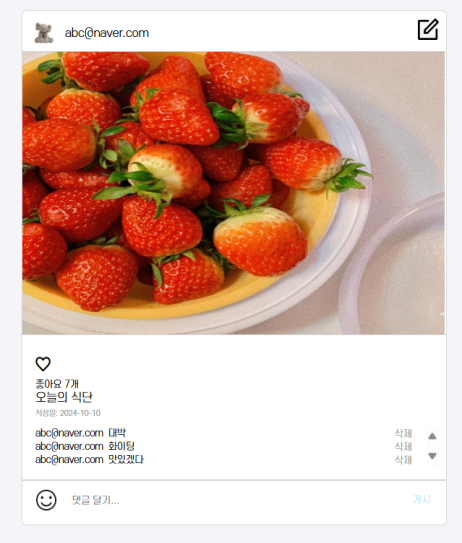 abc@naver.com
좋아요 7개
오늘의 식단
작성일: 2024-10-10
abc@naver.com 대박 삭제
abc@naver.com 화이팅 삭제
abc@naver.com 맛있겠다 삭제
댓글 달기... 게시